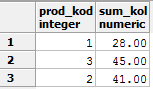 prod_kod sum_kol
integer numeric
1 1 28.00
2 3 45.00
3 2 41.00